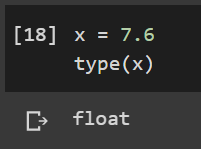 [18] x = 7.6
type(x)
float